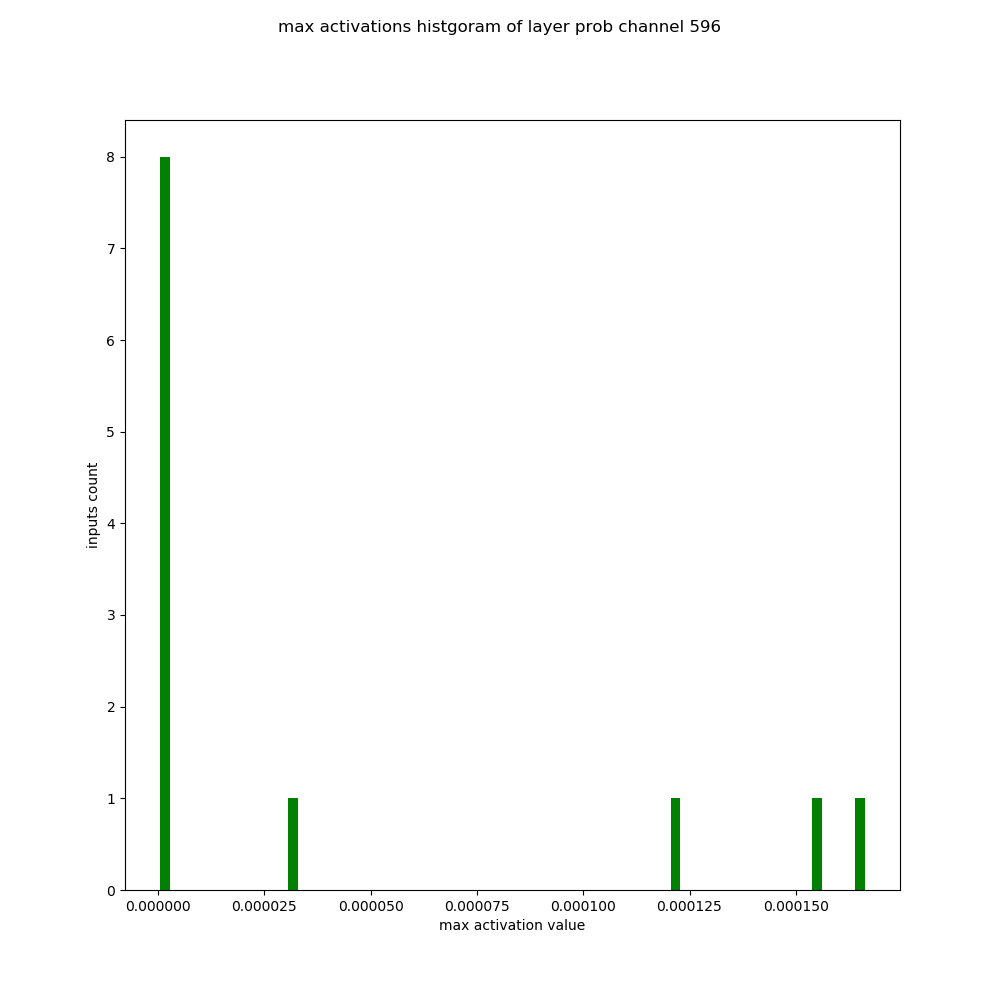 max activations histgoram of layer prob channel 596
8
7
6
5
4
3
2
1
0
inputs count
0.000000 0.000025 0.000050 0.000075 0.000100 0.000125 0.000150
max activation value